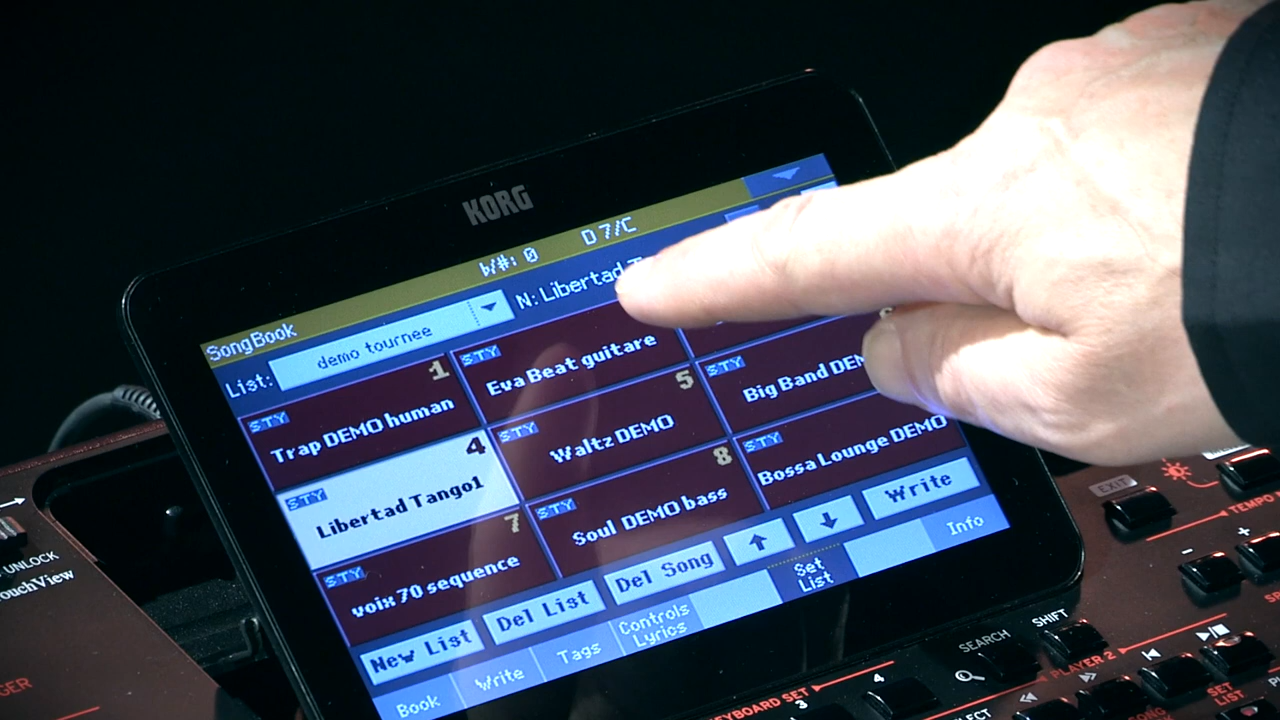 KORG
SongBook
b/#: 0
D 7/C
List:
demo tournee
N: Libertad
STY
1
Trap DEMO human
STY
Eva Beat guitare
STY
4
Libertad Tango1
STY
5
Waltz DEMO
STY
Big Band DEM
STY
7
voix 70 sequence
STY
8
Soul DEMO bass
STY
Bossa Lounge DEMO
New List
Del List
Del Song
Write
Book
Write
Tags
Controls
Lyrics
Set
List
Info
UNLOCK
TouchView
EXIT
TEMPO
-
+
SHIFT
SEARCH
PLAYER 2
KEYBOARD SET
3
4
SET
LIST